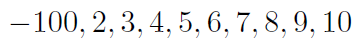 −100, 2, 3, 4, 5, 6, 7, 8, 9, 10